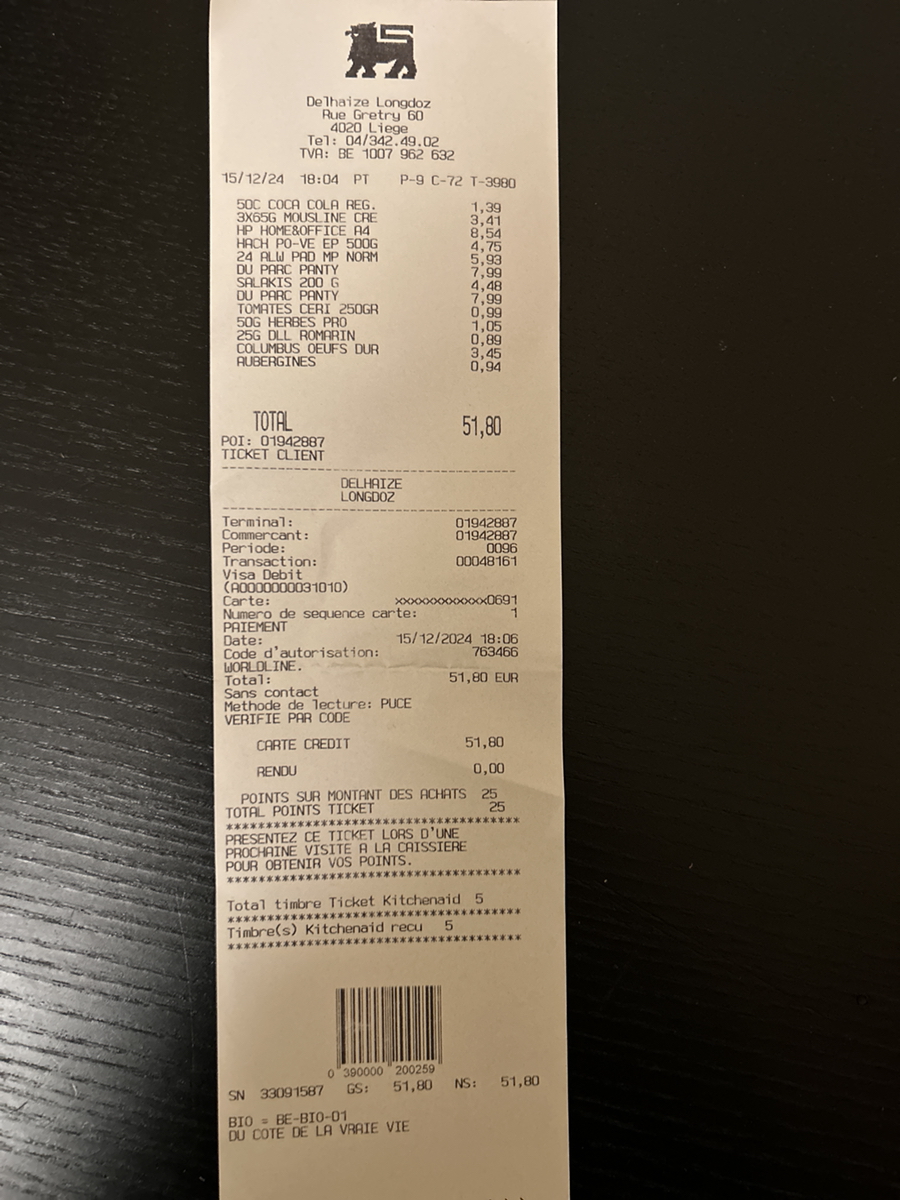 Delhaize Longdoz
Rue Gretry 60
4020 Liege
Tel: 04/342.49.02
TVA: BE 1007 962 632
15/12/24 18:04 PT P-9 C-72 T-3980
50C COCA COLA REG. 1,39
3X65G MOUSLINE CRE 3,41
HP HOME&OFFICE A4 8,54
HACH PO-VE EP 500G 4,75
24 ALW PAD MP NORM 5,93
DU PARC PANTY 7,99
SALAKIS 200 G 4,48
DU PARC PANTY 7,99
TOMATES CERI 250GR 0,99
50G HERBES PRO 1,05
25G DLL ROMARIN 0,89
COLUMBUS OEUFS DUR 3,45
AUBERGINES 0,94
TOTAL 51,80
POI: 01942887
TICKET CLIENT
DELHAIZE
LONGDOZ
Terminal: 01942887
Commercant: 01942887
Periode: 0096
Transaction: 00048161
Visa Debit
(A0000000031010)
Carte: xxxxxxxxxxxx0691
Numero de sequence carte: 1
PAIEMENT
Date: 15/12/2024 18:06
Code d'autorisation: 763466
WORLDLINE.
Total: 51,80 EUR
Sans contact
Methode de lecture: PUCE
VERIFIE PAR CODE
CARTE CREDIT 51,80
RENDU 0,00
POINTS SUR MONTANT DES ACHATS 25
TOTAL POINTS TICKET 25
*************************************
PRESENTEZ CE TICKET LORS D'UNE
PROCHAINE VISITE A LA CAISSIERE
POUR OBTENIR VOS POINTS.
*************************************
Total timbre Ticket Kitchenaid 5
*************************************
Timbre(s) Kitchenaid recu 5
*************************************
0 390000 200259
SN 33091587 GS: 51,80 NS: 51,80
BIO = BE-BIO-01
DU COTE DE LA VRAIE VIE